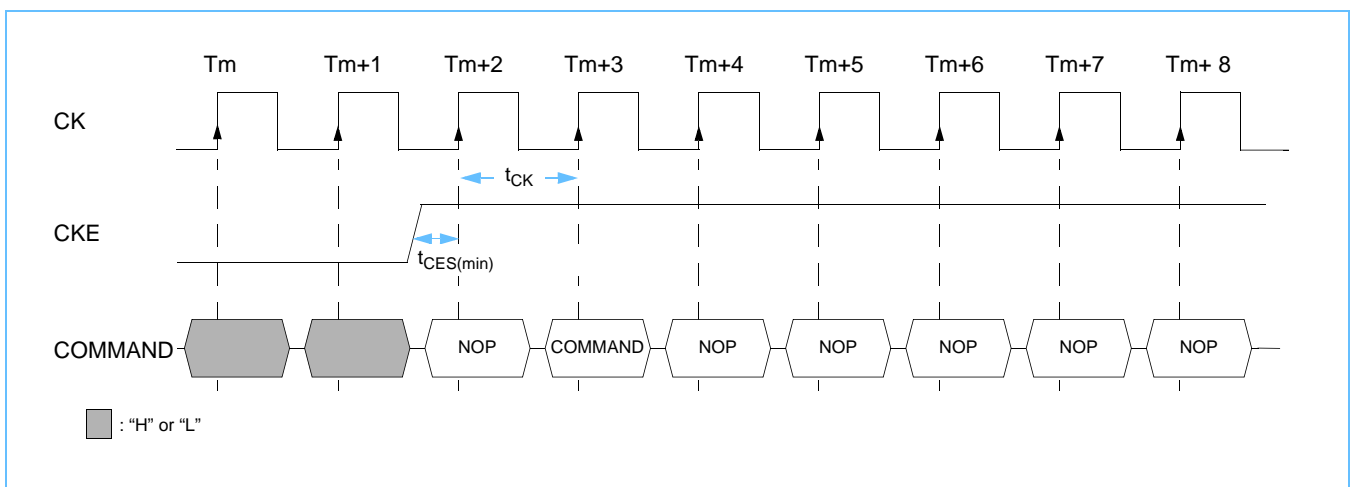 Tm Tm+1 Tm+2 Tm+3 Tm+4 Tm+5 Tm+6 Tm+7 Tm+ 8
CK
tCK
CKE
tCES(min)
COMMAND NOP COMMAND NOP NOP NOP NOP NOP
: “H” or “L”